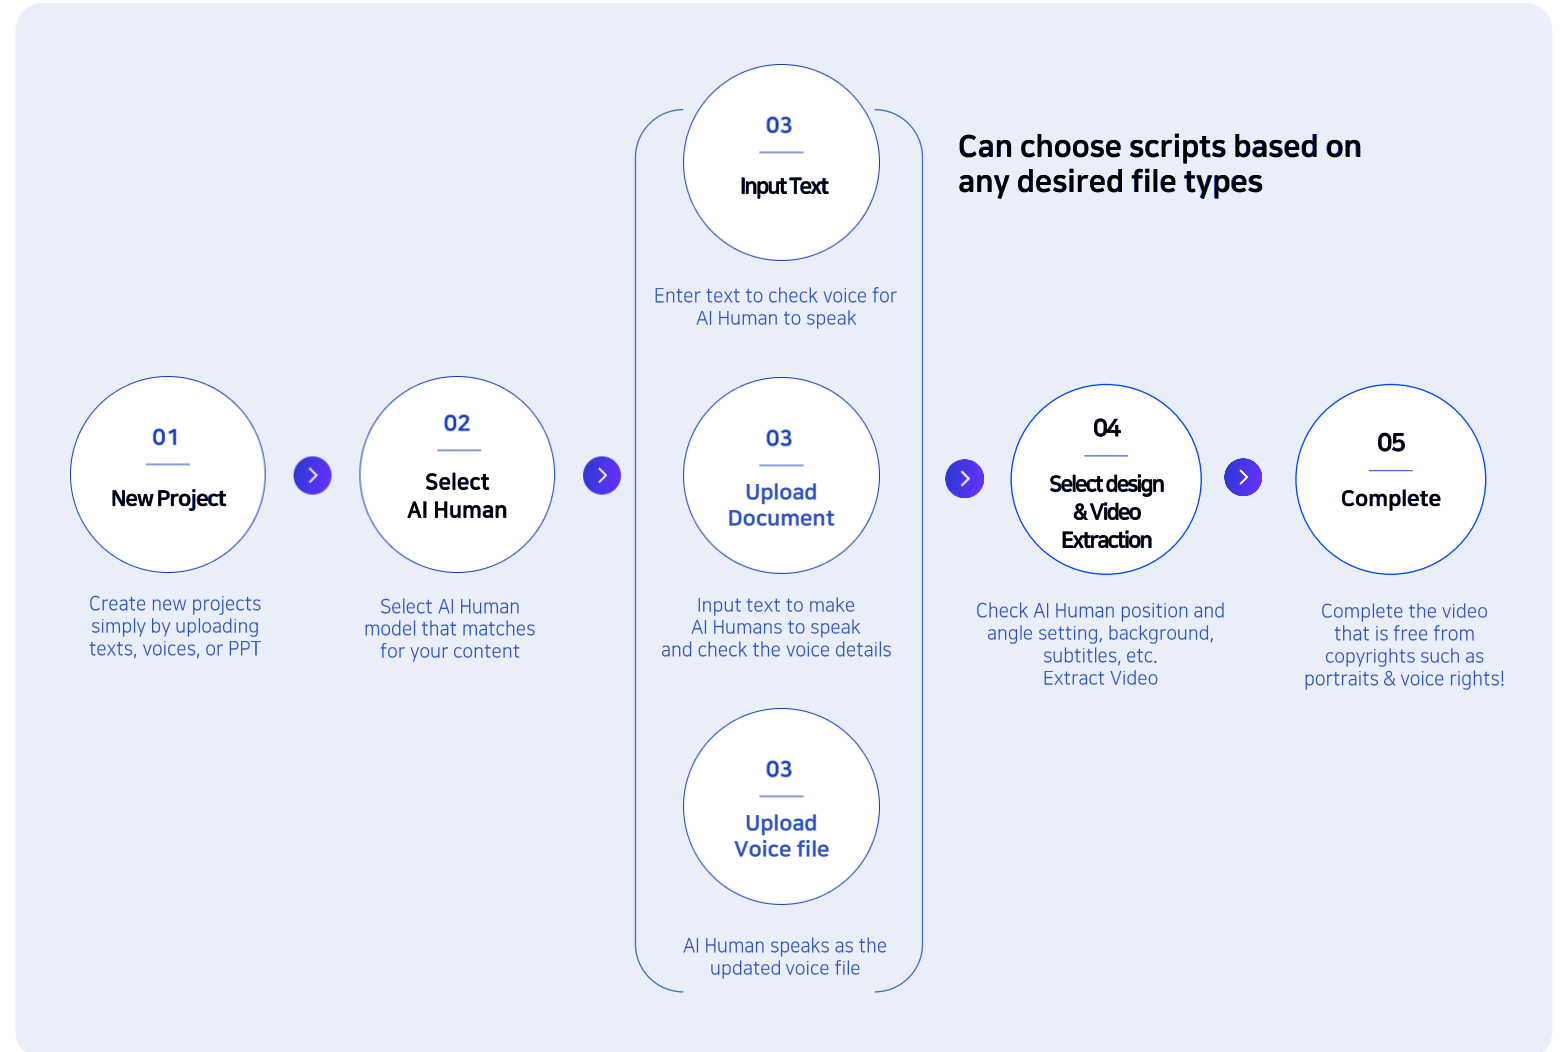 01
New Project
Create new projects
simply by uploading
texts, voices, or PPT
02
Select
AI Human
Select AI Human
model that matches
for your content
03
Input Text
Enter text to check voice for
AI Human to speak
03
Upload
Document
Input text to make
AI Humans to speak
and check the voice details
03
Upload
Voice file
AI Human speaks as the
updated voice file
Can choose scripts based on
any desired file types
04
Select design
& Video
Extraction
Check AI Human position and
angle setting, background,
subtitles, etc.
Extract Video
05
Complete
Complete the video
that is free from
copyrights such as
portraits & voice rights!